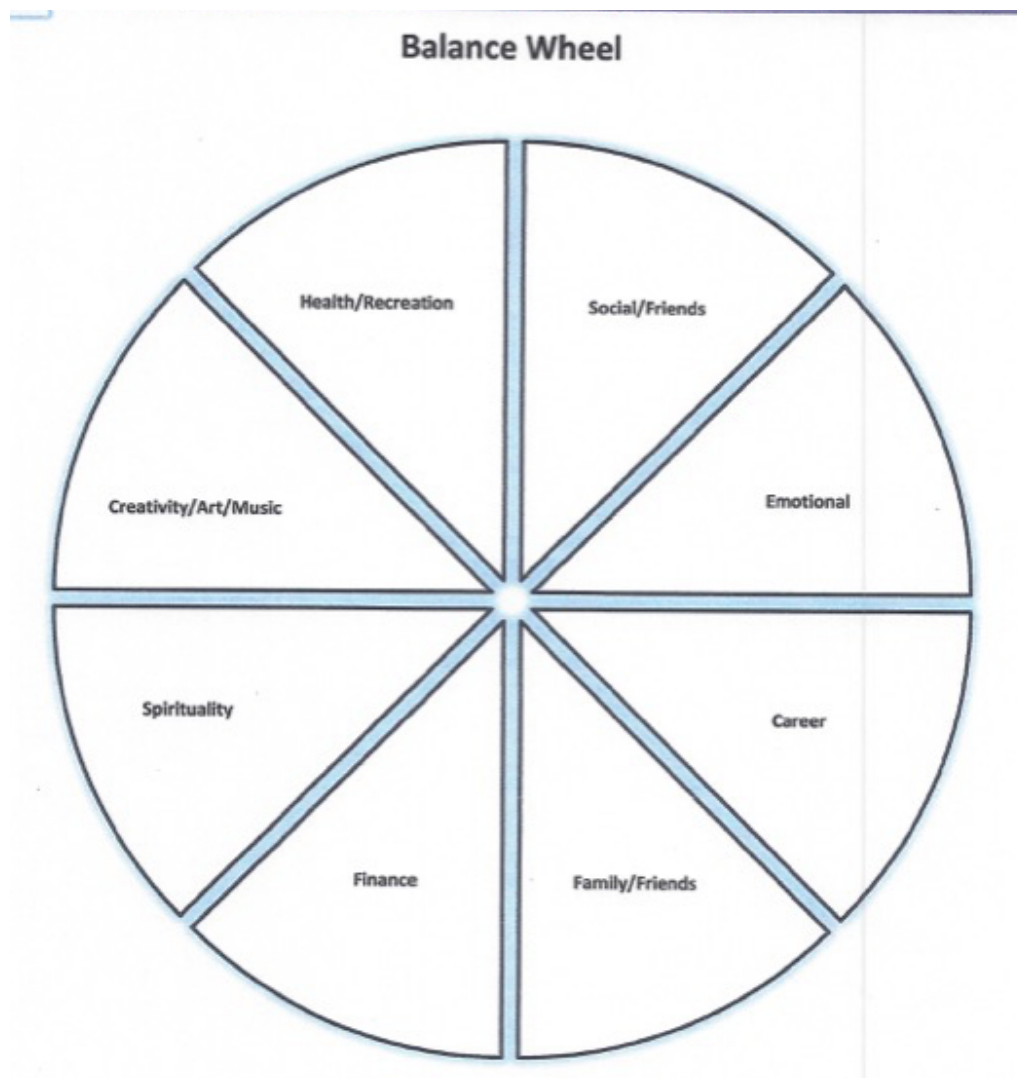 Balance Wheel
Health/Recreation
Social/Friends
Creativity/Art/Music
Emotional
Spirituality
Career
Finance
Family/Friends